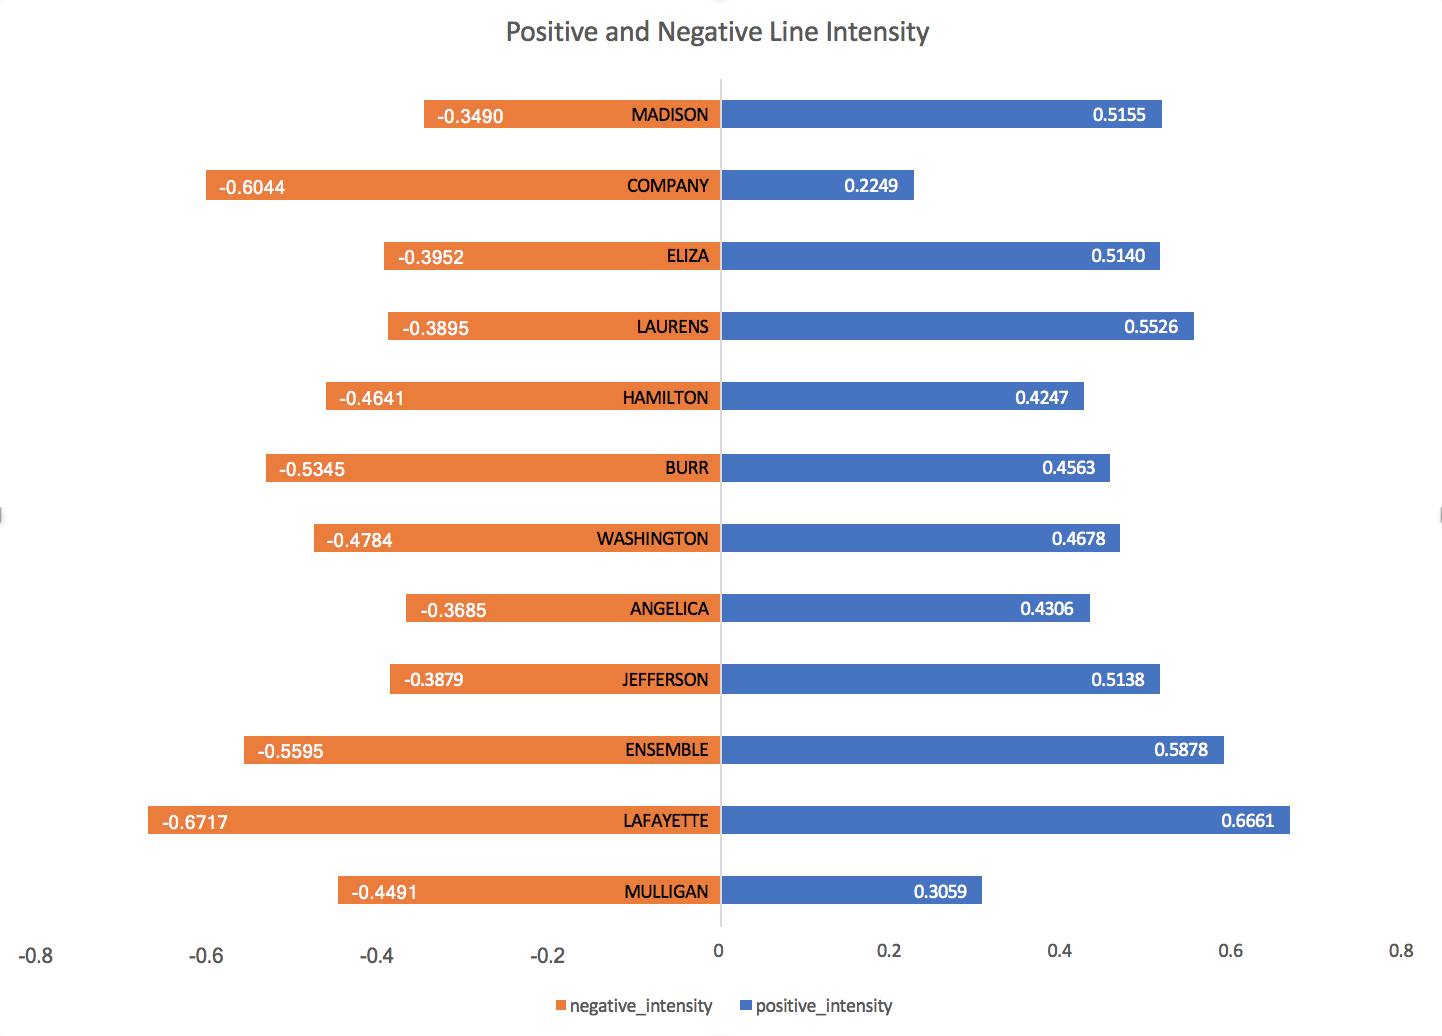 Positive and Negative Line Intensity
-0.3490 MADISON 0.5155
-0.6044 COMPANY 0.2249
-0.3952 ELIZA 0.5140
-0.3895 LAURENS 0.5526
-0.4641 HAMILTON 0.4247
-0.5345 BURR 0.4563
-0.4784 WASHINGTON 0.4678
-0.3685 ANGELICA 0.4306
-0.3879 JEFFERSON 0.5138
-0.5595 ENSEMBLE 0.5878
-0.6717 LAFAYETTE 0.6661
-0.4491 MULLIGAN 0.3059
-0.8 -0.6 -0.4 -0.2 0 0.2 0.4 0.6 0.8
negative_intensity positive_intensity